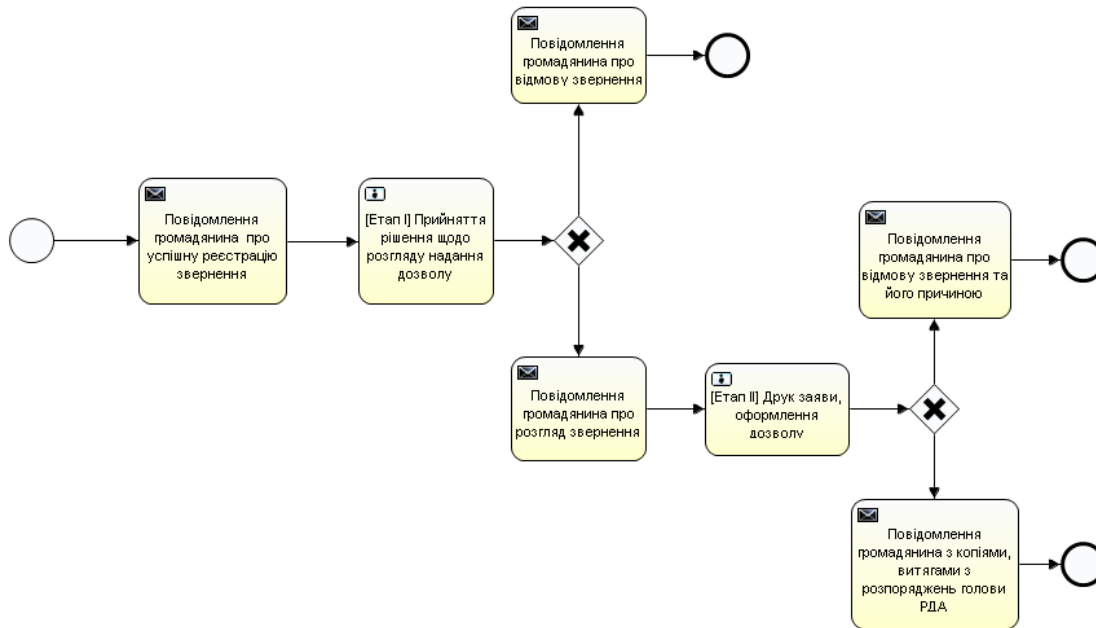 Повідомлення
громадянина про
відмову звернення
Повідомлення
громадянина про
успішну реєстрацію
звернення
[Етап I] Прийняття
рішення щодо
розгляду надання
дозволу
Повідомлення
громадянина про
відмову звернення та
його причиною
Повідомлення
громадянина про
розгляд звернення
[Етап II] Друк заяви,
оформлення
дозволу
Повідомлення
громадянина з копіями,
витягами з
розпоряджень голови
РДА